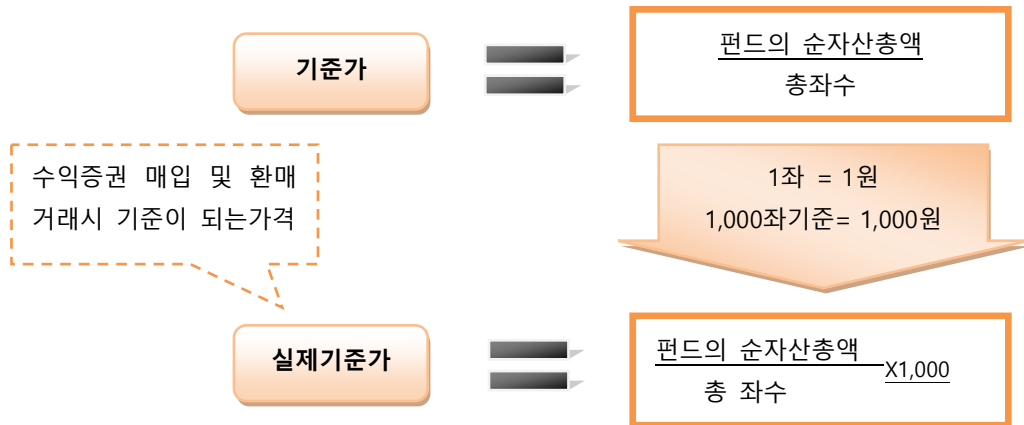 기준가
펀드의 순자산총액
총좌수
수익증권 매입 및 환매
거래시 기준이 되는가격
1좌 = 1원
1,000좌기준= 1,000원
실제기준가
펀드의 순자산총액
X1,000
총 좌수